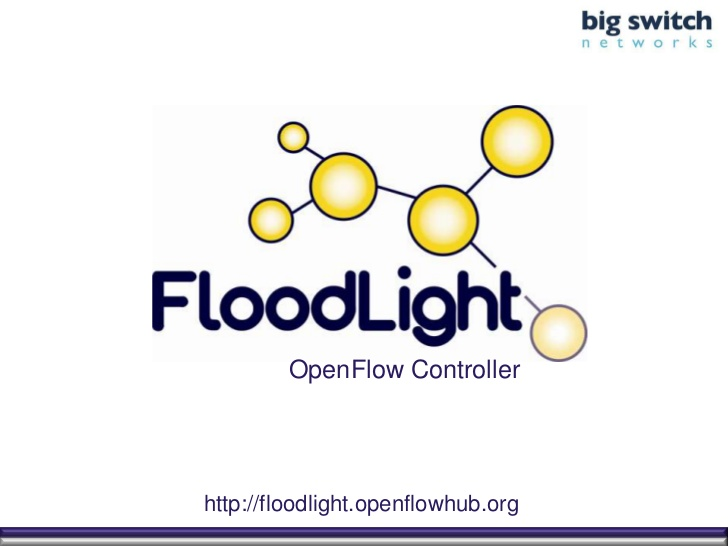 big switch
networks
FloodLight
OpenFlow Controller
http://floodlight.openflowhub.org